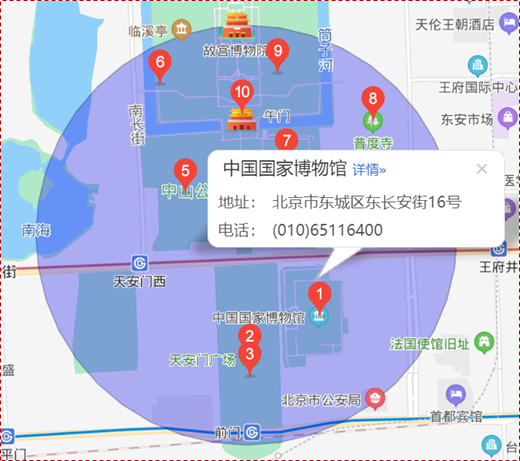 天伦王朝酒店
临溪亭
故宫博物院
筒子河
9
6
王府国际中心
10
8
南长街
午门
东安市场
7
普度寺
中国国家博物馆 详情»
×
5
中山公
医
地址： 北京市东城区东长安街16号
电话： (010)65116400
南海
街
天安门西
王府井
1
中国国家博物馆
2
天安门广场
3
法国使馆旧址
盛
北京市公安局
首都宾馆
前门
平门
台